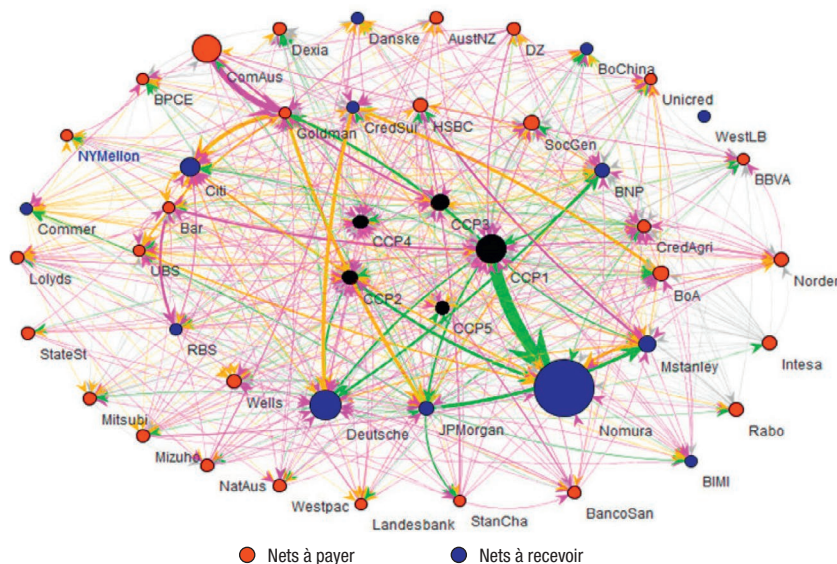 Danske
AustNZ
DZ
Dexia
ComAus
BoChina
BPCE
Unicred
Goldman
CredSui
HSBC
SocGen
WestLB
NYMellon
BBVA
Citi
BNP
Commer
Bar
CCP3
CCP4
CredAgri
UBS
CCP1
Lolyds
Norden
CCP2
BoA
CCP5
StateSt
RBS
Mstanley
Intesa
Wells
Mitsubi
Deutsche
JPMorgan
Nomura
Rabo
Mizuho
BIMI
NatAus
Westpac
Landesbank
StanCha
BancoSan
Nets à payer
Nets à recevoir